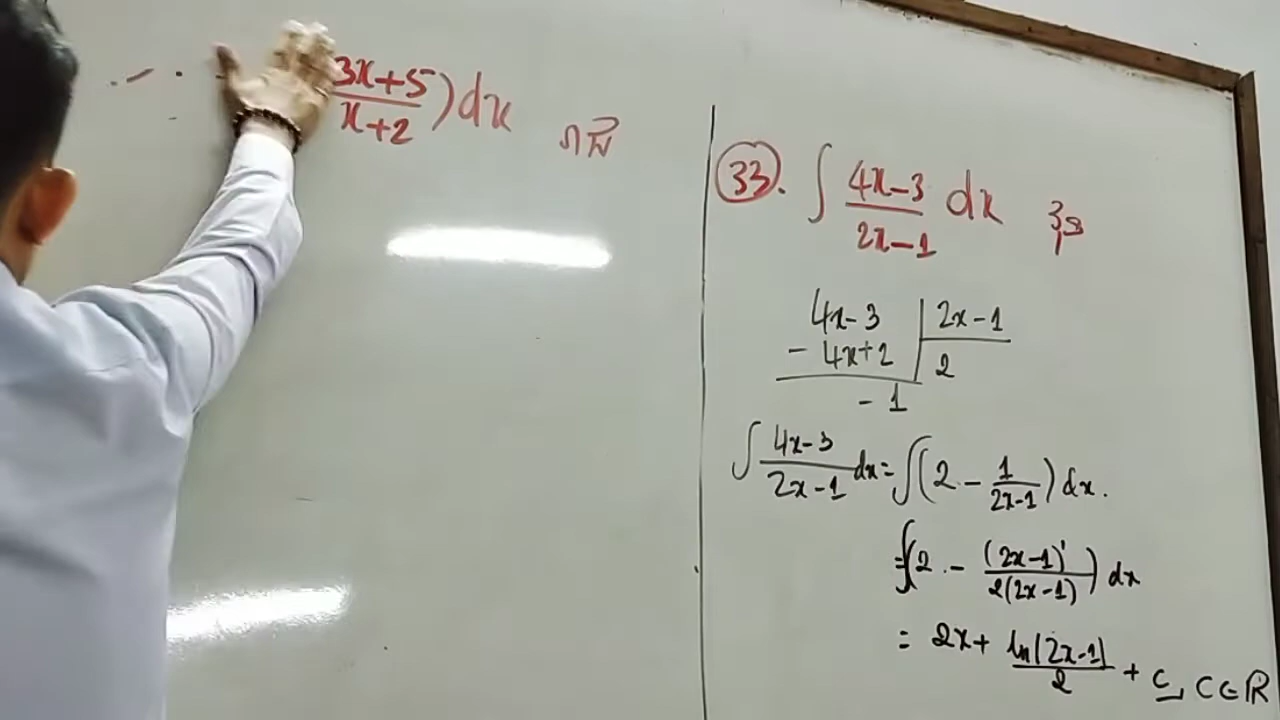 3x+5
x+2
)dx
33. ∫ 4x-3 dx
2x-1
4x-3 | 2x-1
- 4x+2 | 2
- 1
∫ 4x-3 / 2x-1 dx = ∫(2 - 1/2x-1) dx.
= ∫(2 - (2x-1)' / 2(2x-1)) dx
= 2x + ln|2x-1| / 2 + c, c∈ℝ